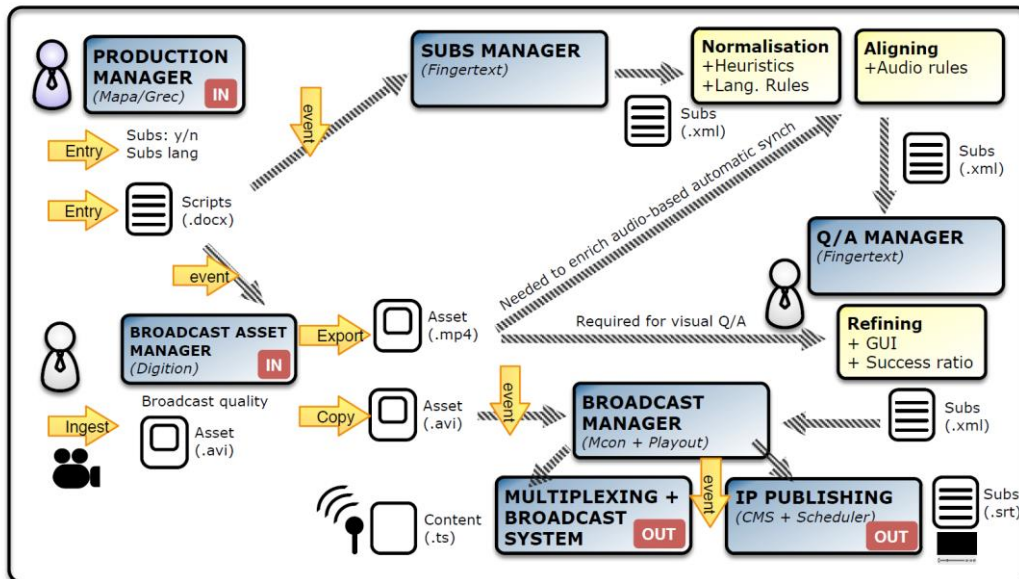 PRODUCTION
MANAGER
(Mapa/Grec)
IN
SUBS MANAGER
(Fingertext)
Normalisation
+Heuristics
+Lang. Rules
Aligning
+Audio rules
event
Entry
Subs: y/n
Subs lang
Entry
Scripts
(.docx)
Subs
(.xml)
Subs
(.xml)
event
Needed to enrich audio-based automatic synch
Q/A MANAGER
(Fingertext)
BROADCAST ASSET
MANAGER
(Digition)
IN
Export
Asset
(.mp4)
Required for visual Q/A
Refining
+ GUI
+ Success ratio
Broadcast quality
Ingest
Asset
(.avi)
Copy
Asset
(.avi)
event
BROADCAST
MANAGER
(Mcon + Playout)
Subs
(.xml)
Content
(.ts)
MULTIPLEXING +
BROADCAST
SYSTEM
OUT
event
IP PUBLISHING
(CMS + Scheduler)
OUT
Subs
(.srt)